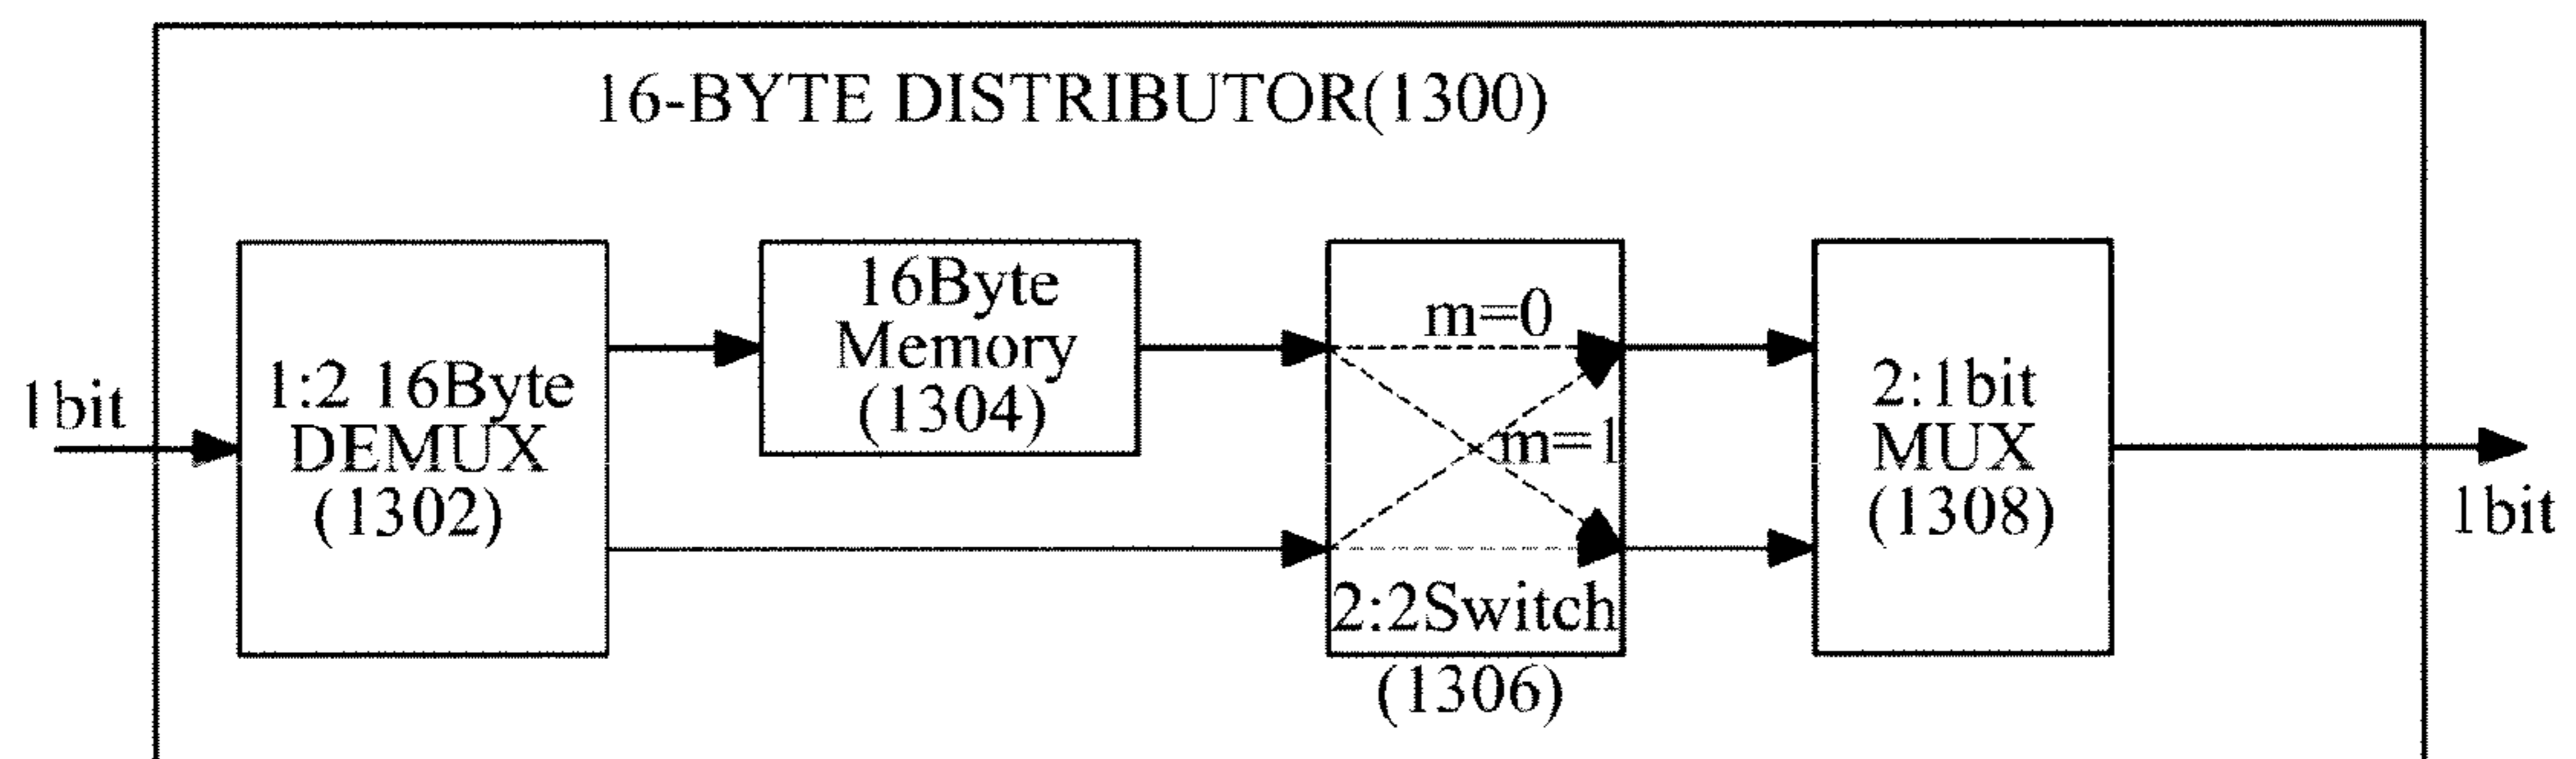 16-BYTE DISTRIBUTOR(1300)
1bit
1:2 16Byte
DEMUX
(1302)
16Byte
Memory
(1304)
m=0
m=1
2:2Switch
(1306)
2:1bit
MUX
(1308)
1bit